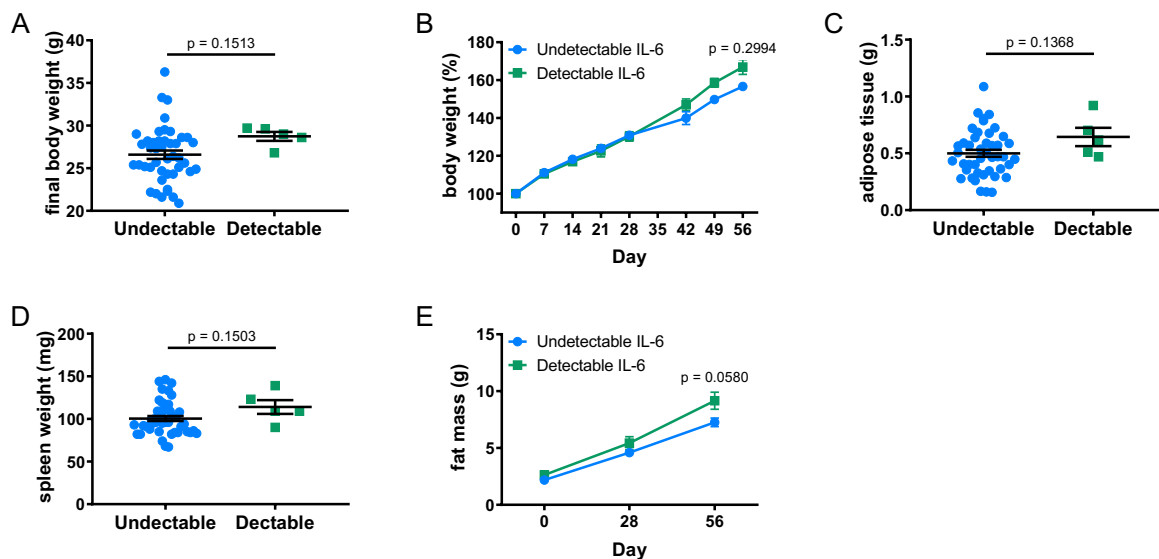 A
final body weight (g)
40
35
30
25
20
p = 0.1513
Undectable
Detectable
B
body weight (%)
180
160
140
120
100
Undetectable IL-6
Detectable IL-6
p = 0.2994
0 7 14 21 28 35 42 49 56
Day
C
adipose tissue (g)
1.5
1.0
0.5
0.0
p = 0.1368
Undectable
Dectable
D
spleen weight (mg)
200
150
100
50
0
p = 0.1503
Undectable
Dectable
E
fat mass (g)
15
10
5
0
Undetectable IL-6
Detectable IL-6
p = 0.0580
0 28 56
Day